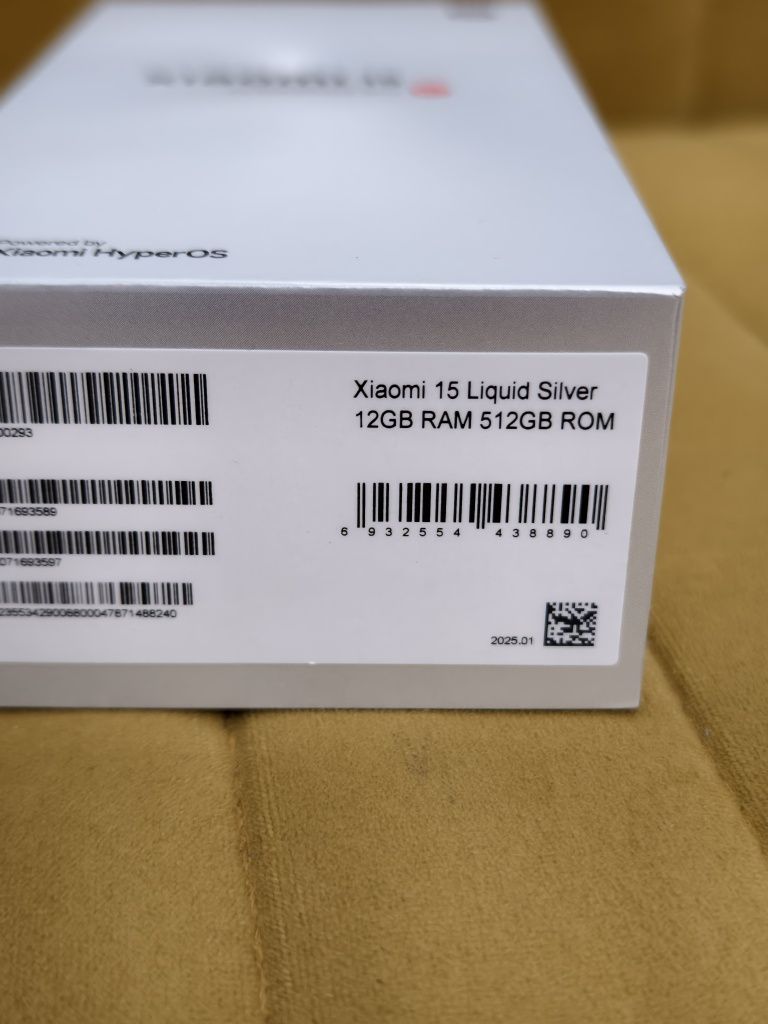 Powered by
Xiaomi HyperOS
Xiaomi 15 Liquid Silver
12GB RAM 512GB ROM
00293
71693589
071693597
6 932554 438890
2025.01